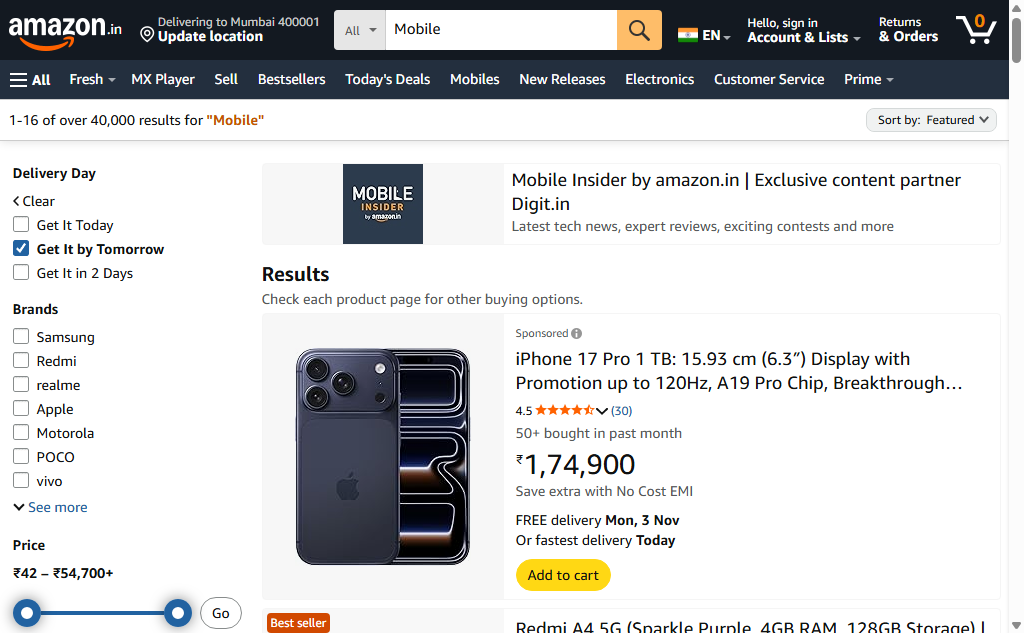 amazon.in
Delivering to Mumbai 400001
Update location
All
Mobile
EN
Hello, sign in
Account & Lists
Returns
& Orders
0
All
Fresh
MX Player
Sell
Bestsellers
Today's Deals
Mobiles
New Releases
Electronics
Customer Service
Prime
1-16 of over 40,000 results for "Mobile"
Sort by: Featured
Delivery Day
Clear
Get It Today
Get It by Tomorrow
Get It in 2 Days
Brands
Samsung
Redmi
realme
Apple
Motorola
POCO
vivo
See more
Price
₹42 – ₹54,700+
Go
MOBILE
INSIDER
by amazon.in
Mobile Insider by amazon.in | Exclusive content partner
Digit.in
Latest tech news, expert reviews, exciting contests and more
Results
Check each product page for other buying options.
Sponsored
iPhone 17 Pro 1 TB: 15.93 cm (6.3″) Display with
Promotion up to 120Hz, A19 Pro Chip, Breakthrough…
4.5 (30)
50+ bought in past month
₹1,74,900
Save extra with No Cost EMI
FREE delivery Mon, 3 Nov
Or fastest delivery Today
Add to cart
Best seller
Redmi A4 5G (Sparkle Purple, 4GB RAM, 128GB Storage) |